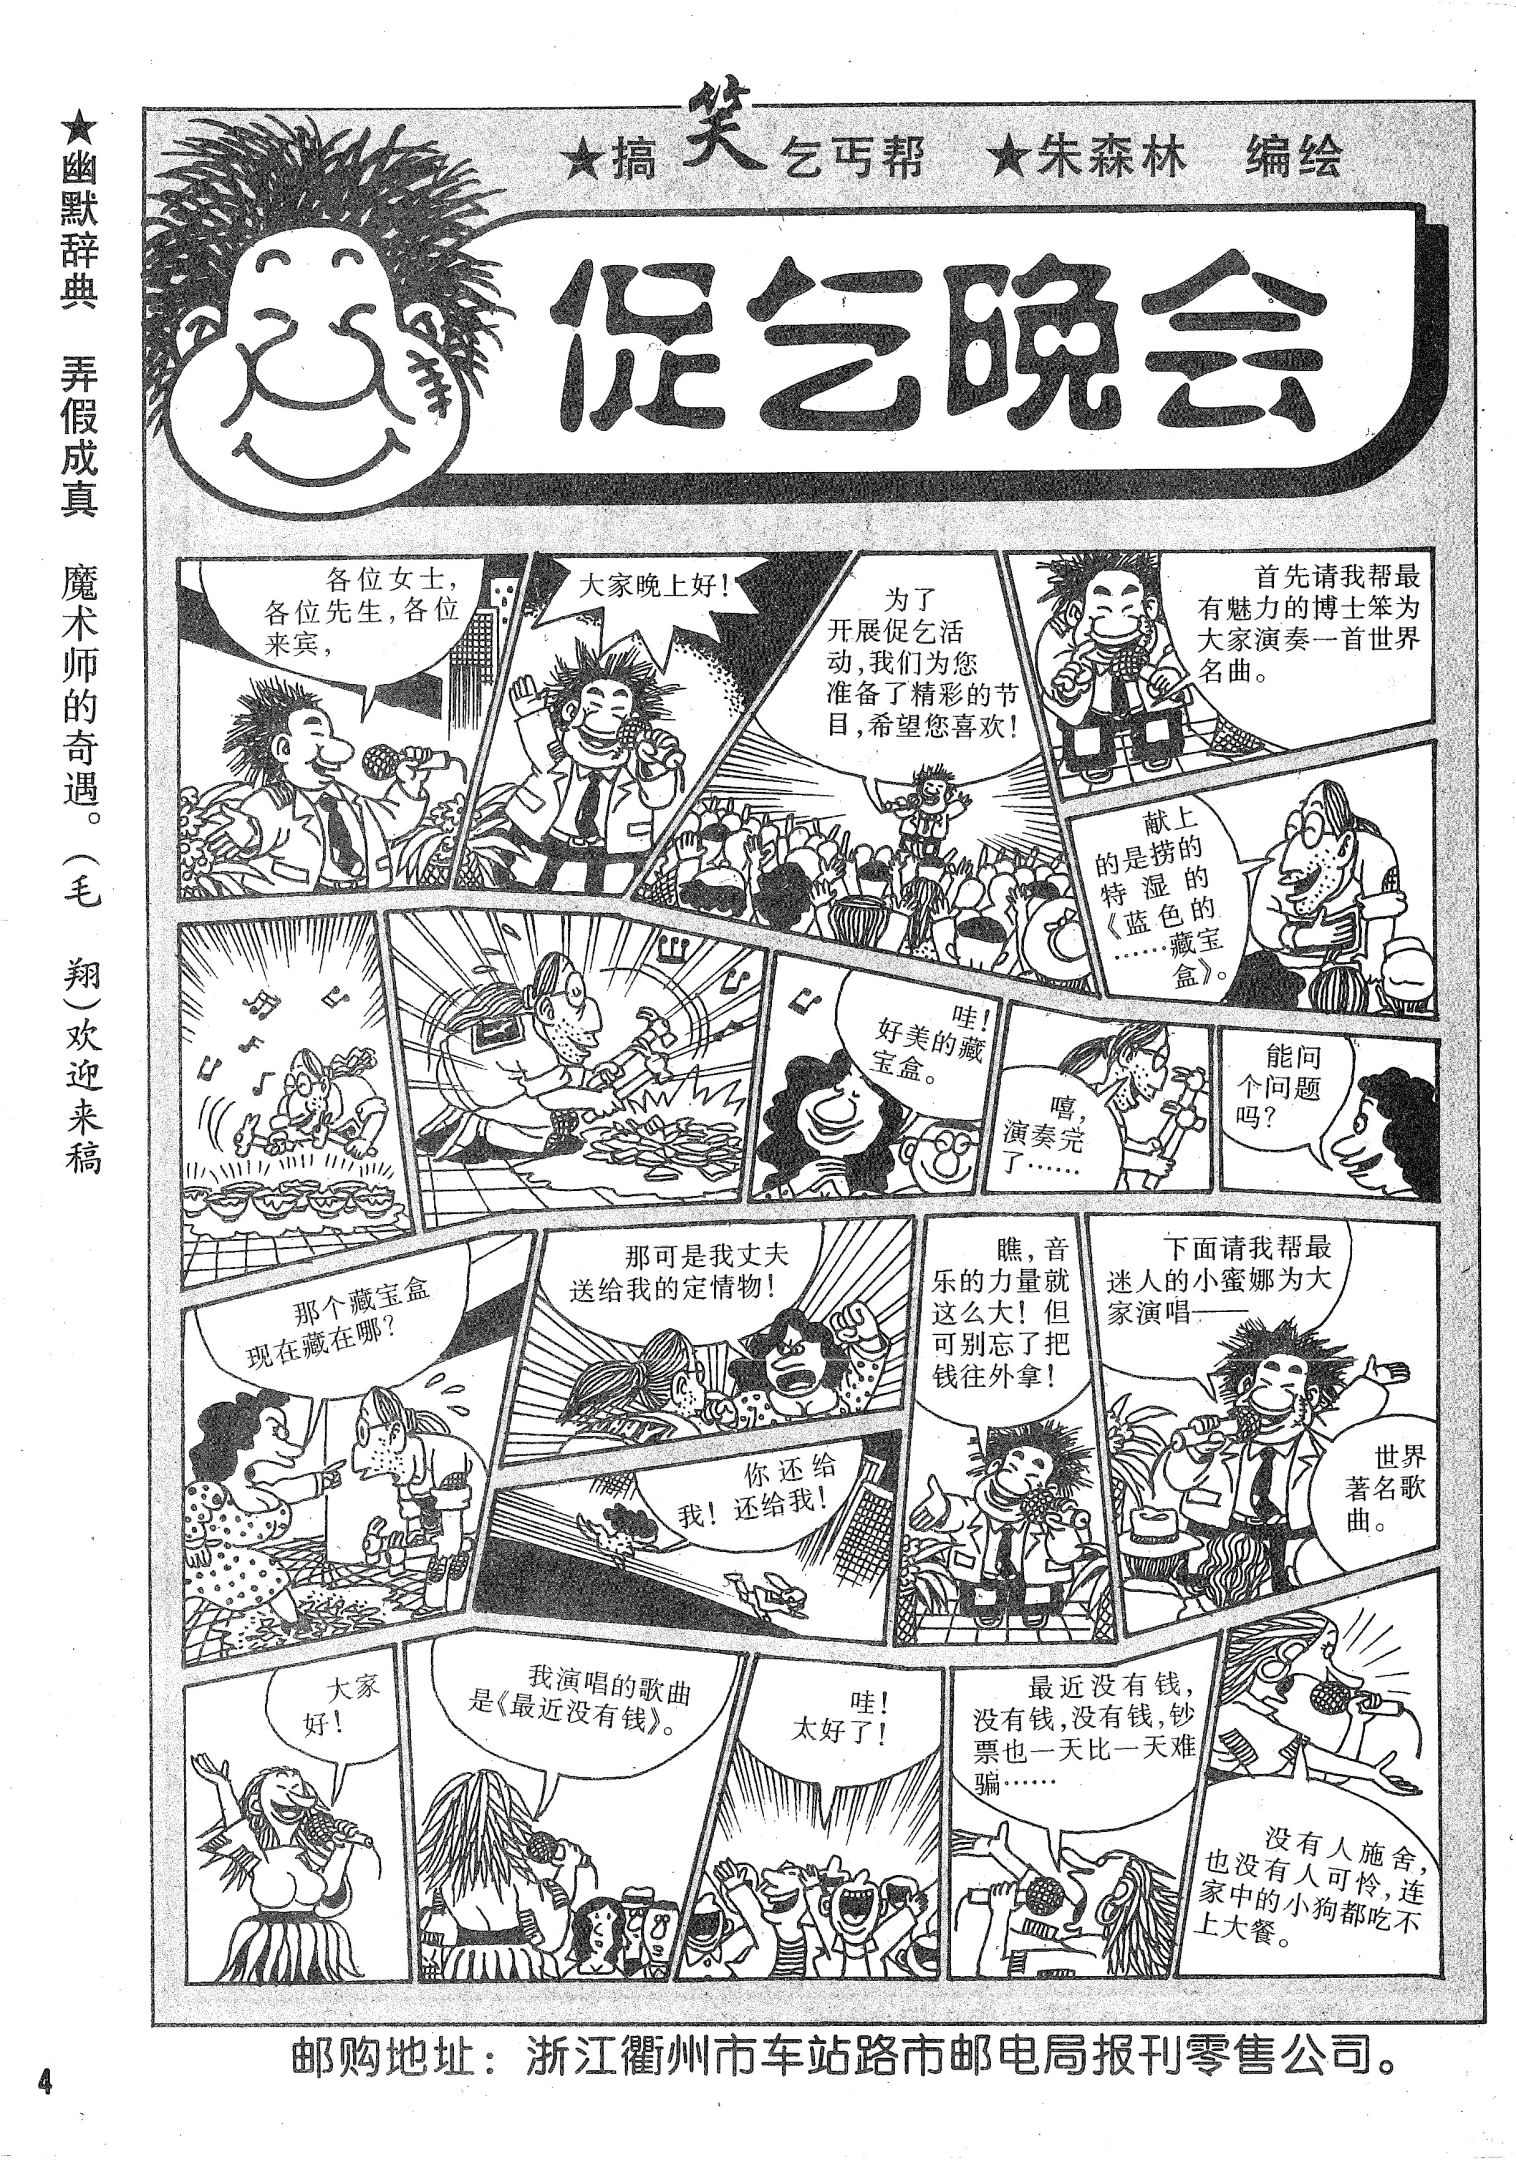 ★搞笑乞丐帮 ★朱森林 编绘
促乞晚会
★幽默辞典 弄假成真 魔术师的奇遇。(毛 翔)欢迎来稿
各位女士,
各位先生,各位
来宾,
大家晚上好!
为了
开展促乞活
动,我们为您
准备了精彩的节
目,希望您喜欢!
首先请我帮最
有魅力的博士笨为
大家演奏一首世界
名曲。
献上
的是捞的
特湿的
《蓝色的
……藏宝
盒》。
哇!
好美的藏
宝盒。
嘻,
演奏完
了……
能问
个问题
吗?
那个藏宝盒
现在藏在哪?
那可是我丈夫
送给我的定情物!
你还给
我!还给我!
瞧,音
乐的力量就
这么大!但
可别忘了把
钱往外拿!
下面请我帮最
迷人的小蜜娜为大
家演唱——
世界
著名歌
曲。
大家
好!
我演唱的歌曲
是《最近没有钱》。
哇!
太好了!
最近没有钱,
没有钱,没有钱,钞
票也一天比一天难
骗……
没有人施舍,
也没有人可怜,连
家中的小狗都吃不
上大餐。
邮购地址:浙江衢州市车站路市邮电局报刊零售公司。
4